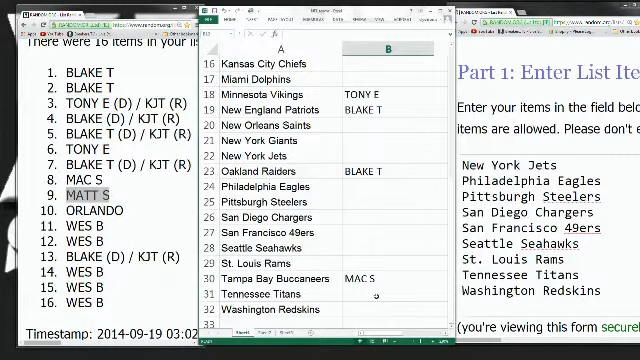 There were 16 items in your lis
1. BLAKE T
2. BLAKE T
3. TONY E (D) / KJT (R)
4. BLAKE (D) / KJT (R)
5. BLAKE T (D) / KJT (R)
6. TONY E
7. BLAKE T (D) / KJT (R)
8. MAC S
9. MATT S
10. ORLANDO
11. WES B
12. WES B
13. BLAKE (D) / KJT (R)
14. WES B
15. WES B
16. WES B
Timestamp: 2014-09-19 03:02
A B
16 Kansas City Chiefs
17 Miami Dolphins
18 Minnesota Vikings TONY E
19 New England Patriots BLAKE T
20 New Orleans Saints
21 New York Giants
22 New York Jets
23 Oakland Raiders BLAKE T
24 Philadelphia Eagles
25 Pittsburgh Steelers
26 San Diego Chargers
27 San Francisco 49ers
28 Seattle Seahawks
29 St. Louis Rams
30 Tampa Bay Buccaneers MAC S
31 Tennessee Titans
32 Washington Redskins
33
Part 1: Enter List Ite
Enter your items in the field belo
items are allowed. Please don't e
New York Jets
Philadelphia Eagles
Pittsburgh Steelers
San Diego Chargers
San Francisco 49ers
Seattle Seahawks
St. Louis Rams
Tennessee Titans
Washington Redskins
(you're viewing this form securel